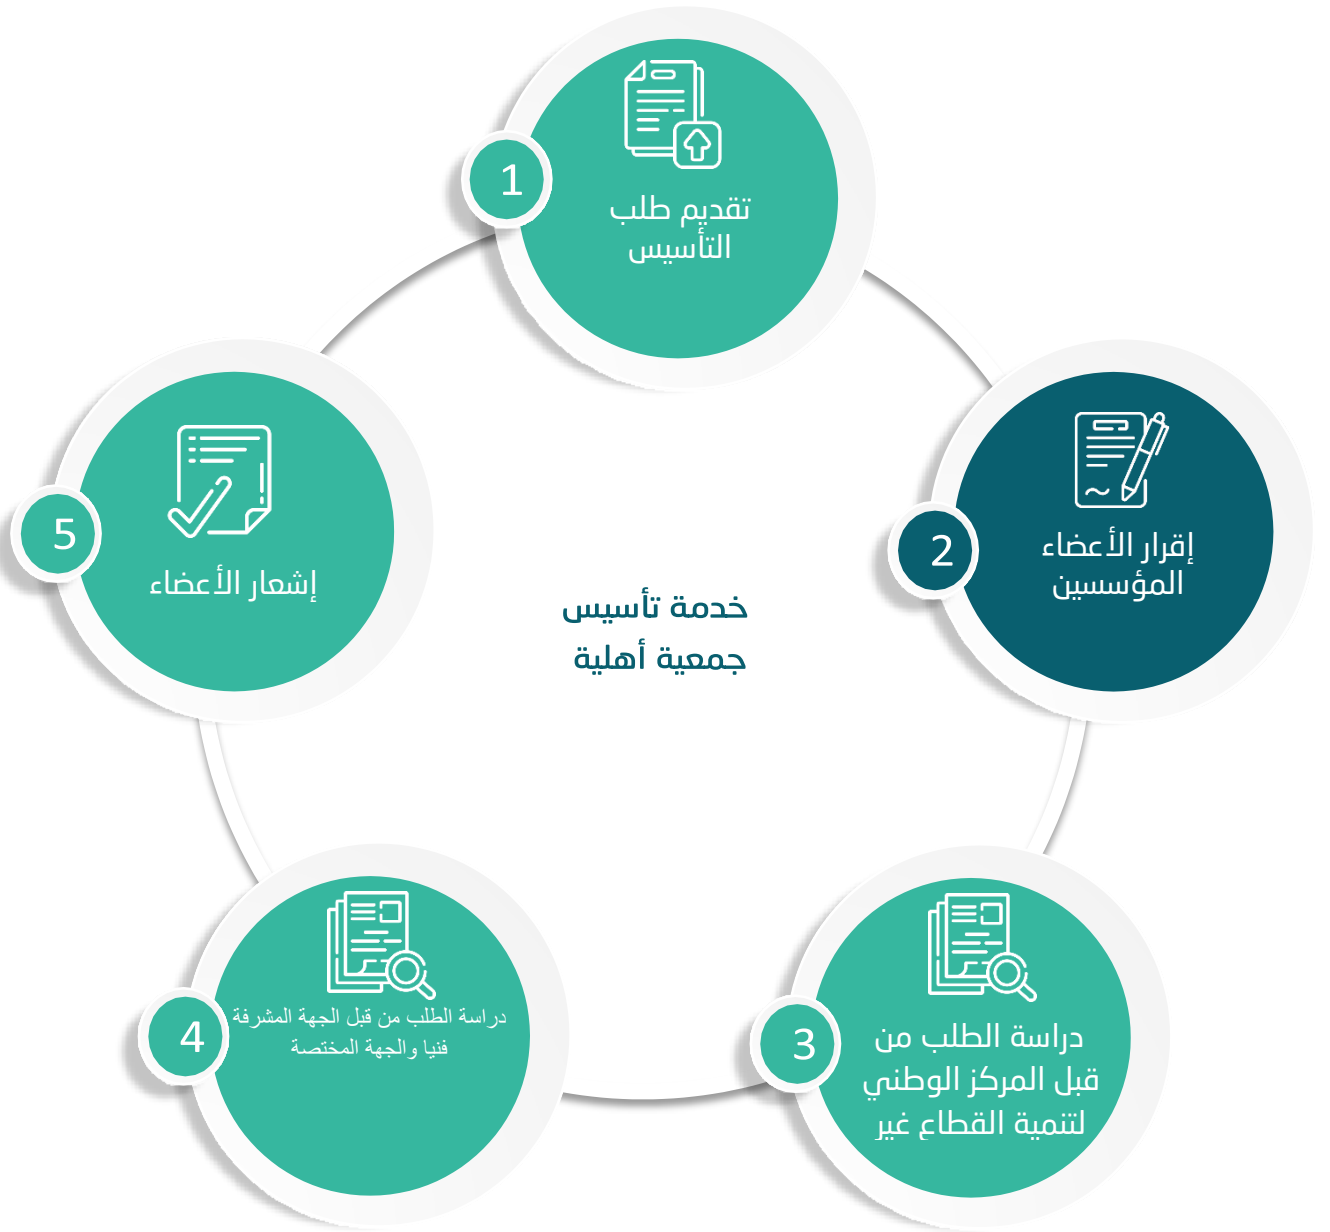 1
تقديم طلب
التأسيس
2
إقرار الأعضاء
المؤسسين
3
دراسة الطلب من
قبل المركز الوطني
لتنمية القطاع غير
4
دراسة الطلب من قبل الجهة المشرفة
فنيا والجهة المختصة
5
إشعار الأعضاء
خدمة تأسيس
جمعية أهلية